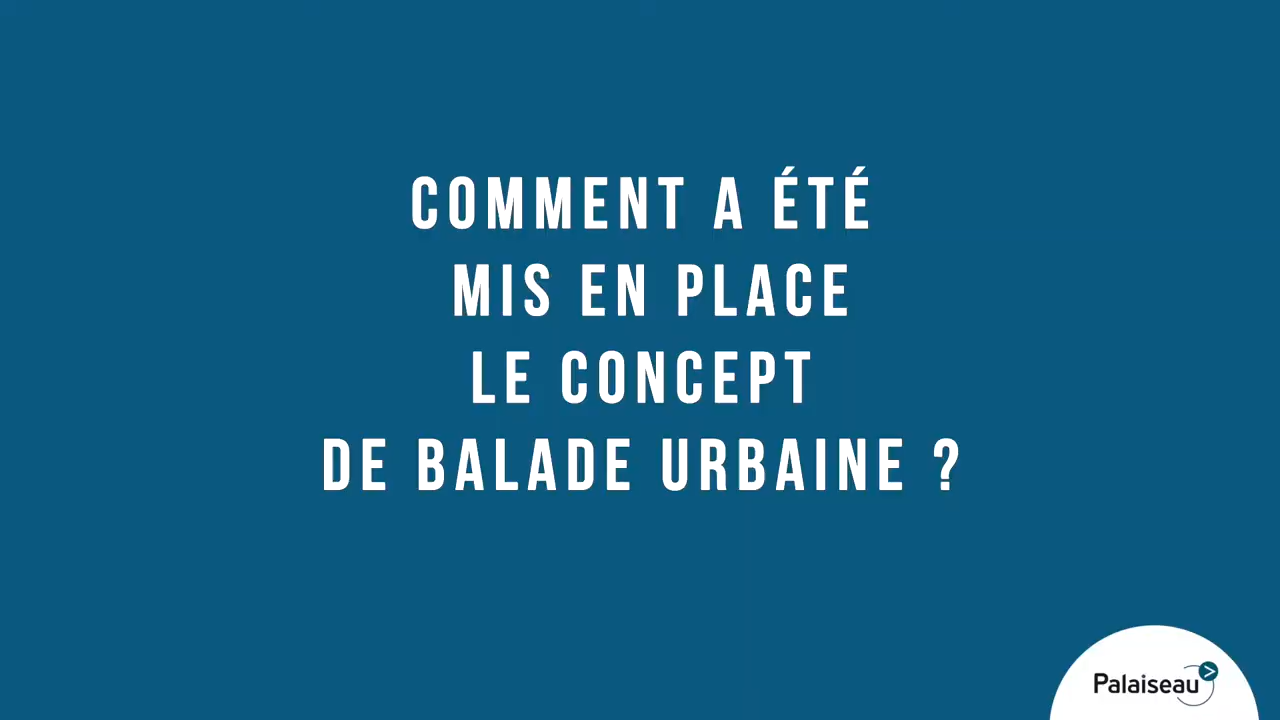 COMMENT A ÉTÉ
MIS EN PLACE
LE CONCEPT
DE BALADE URBAINE ?
Palaiseau